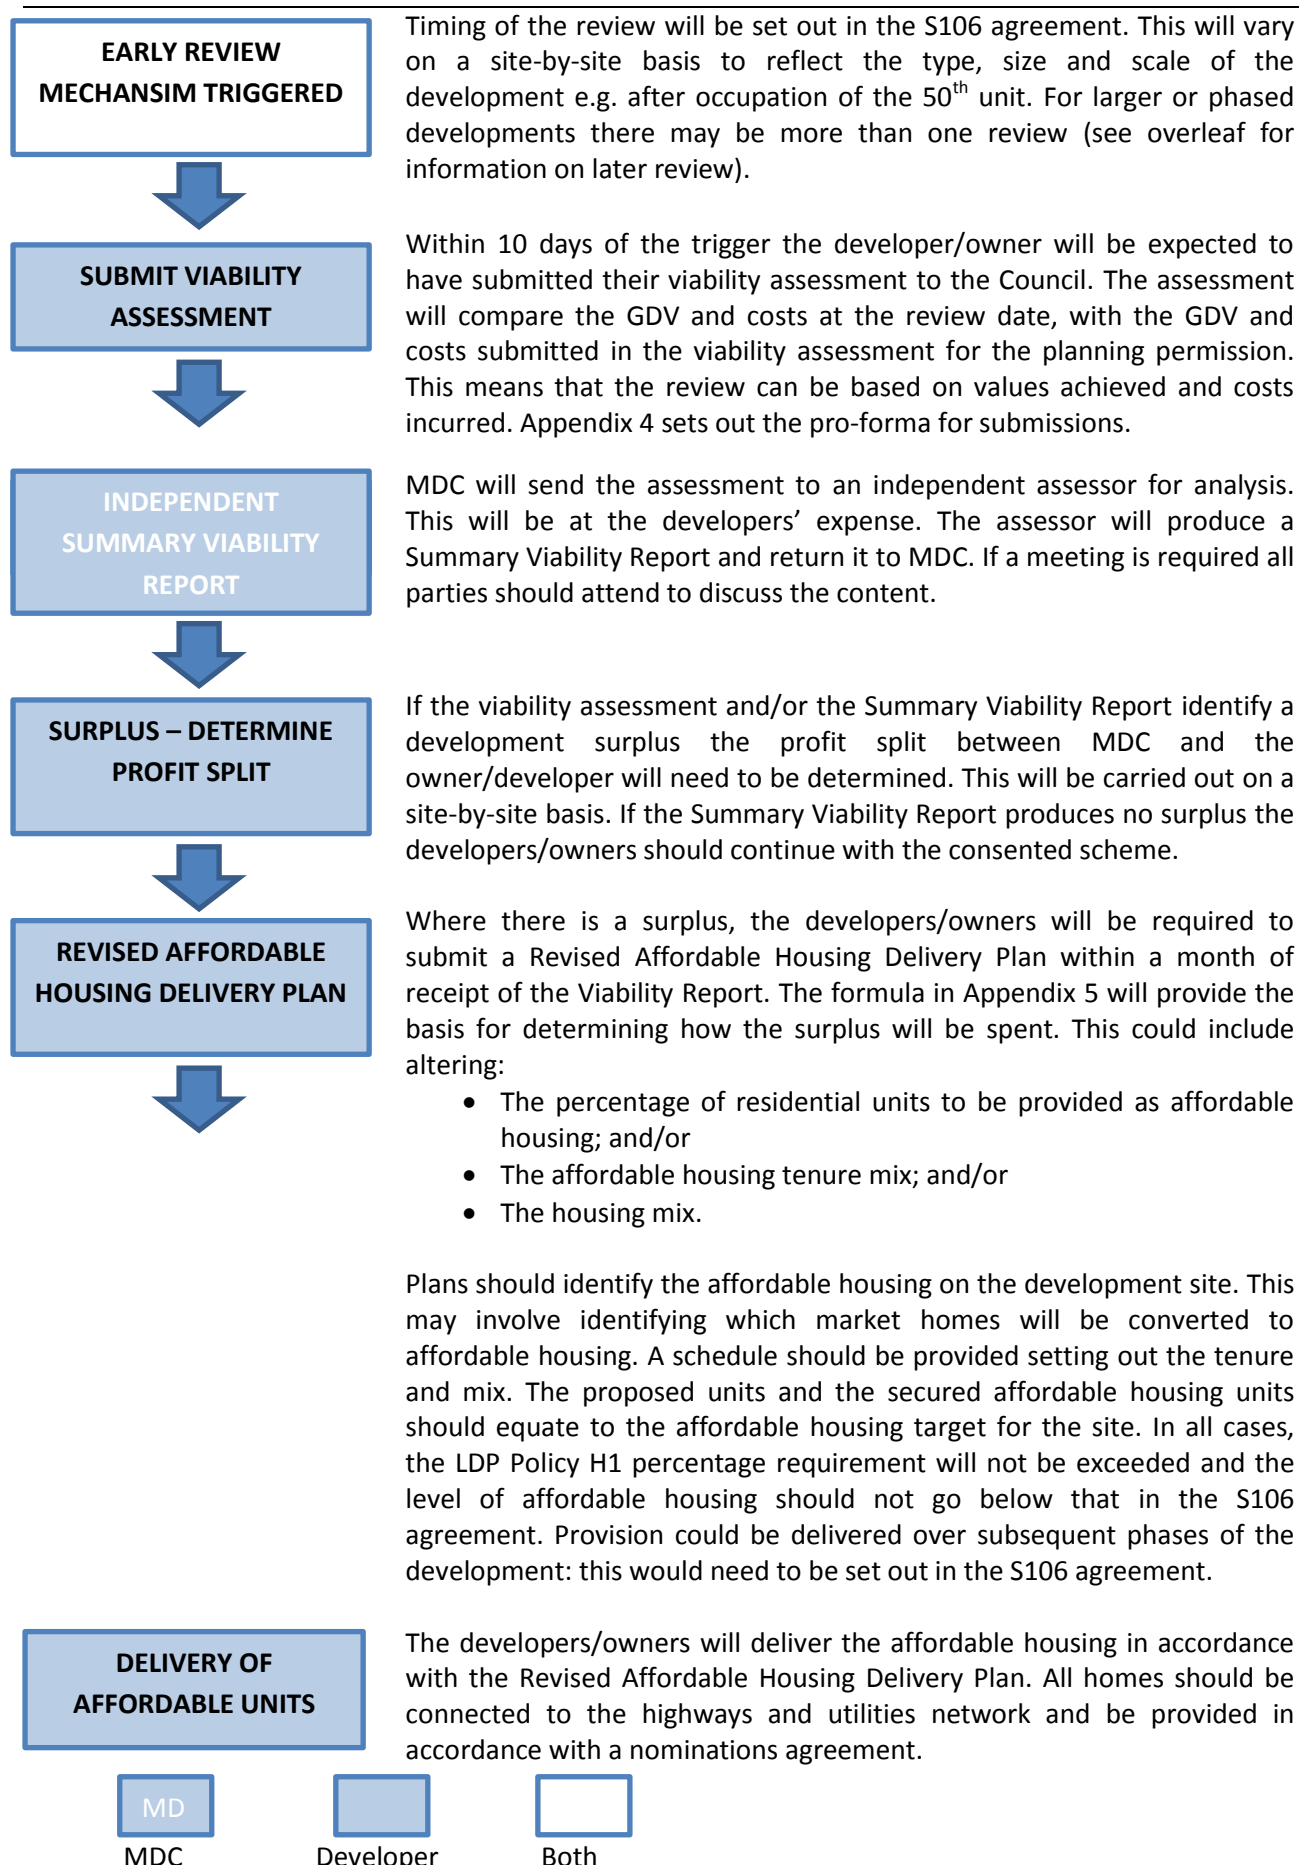 EARLY REVIEW
MECHANSIM TRIGGERED
Timing of the review will be set out in the S106 agreement. This will vary
on a site-by-site basis to reflect the type, size and scale of the
development e.g. after occupation of the 50th unit. For larger or phased
developments there may be more than one review (see overleaf for
information on later review).
SUBMIT VIABILITY
ASSESSMENT
Within 10 days of the trigger the developer/owner will be expected to
have submitted their viability assessment to the Council. The assessment
will compare the GDV and costs at the review date, with the GDV and
costs submitted in the viability assessment for the planning permission.
This means that the review can be based on values achieved and costs
incurred. Appendix 4 sets out the pro-forma for submissions.
INDEPENDENT
SUMMARY VIABILITY
REPORT
MDC will send the assessment to an independent assessor for analysis.
This will be at the developers’ expense. The assessor will produce a
Summary Viability Report and return it to MDC. If a meeting is required all
parties should attend to discuss the content.
SURPLUS – DETERMINE
PROFIT SPLIT
If the viability assessment and/or the Summary Viability Report identify a
development surplus the profit split between MDC and the
owner/developer will need to be determined. This will be carried out on a
site-by-site basis. If the Summary Viability Report produces no surplus the
developers/owners should continue with the consented scheme.
REVISED AFFORDABLE
HOUSING DELIVERY PLAN
Where there is a surplus, the developers/owners will be required to
submit a Revised Affordable Housing Delivery Plan within a month of
receipt of the Viability Report. The formula in Appendix 5 will provide the
basis for determining how the surplus will be spent. This could include
altering:
• The percentage of residential units to be provided as affordable
housing; and/or
• The affordable housing tenure mix; and/or
• The housing mix.
Plans should identify the affordable housing on the development site. This
may involve identifying which market homes will be converted to
affordable housing. A schedule should be provided setting out the tenure
and mix. The proposed units and the secured affordable housing units
should equate to the affordable housing target for the site. In all cases,
the LDP Policy H1 percentage requirement will not be exceeded and the
level of affordable housing should not go below that in the S106
agreement. Provision could be delivered over subsequent phases of the
development: this would need to be set out in the S106 agreement.
DELIVERY OF
AFFORDABLE UNITS
The developers/owners will deliver the affordable housing in accordance
with the Revised Affordable Housing Delivery Plan. All homes should be
connected to the highways and utilities network and be provided in
accordance with a nominations agreement.
MD
MDC Developer Both